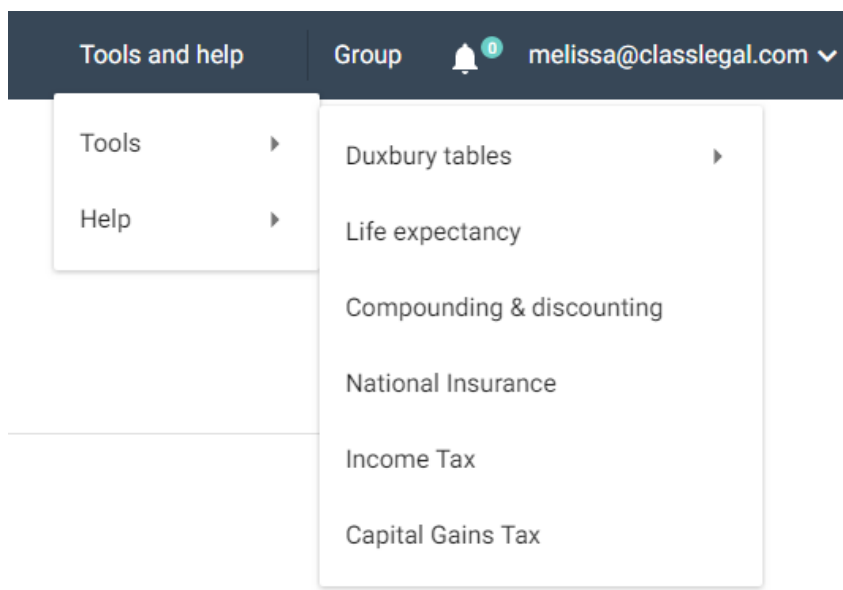 Tools and help Group 0 melissa@classlegal.com
Tools
Help
Duxbury tables
Life expectancy
Compounding & discounting
National Insurance
Income Tax
Capital Gains Tax